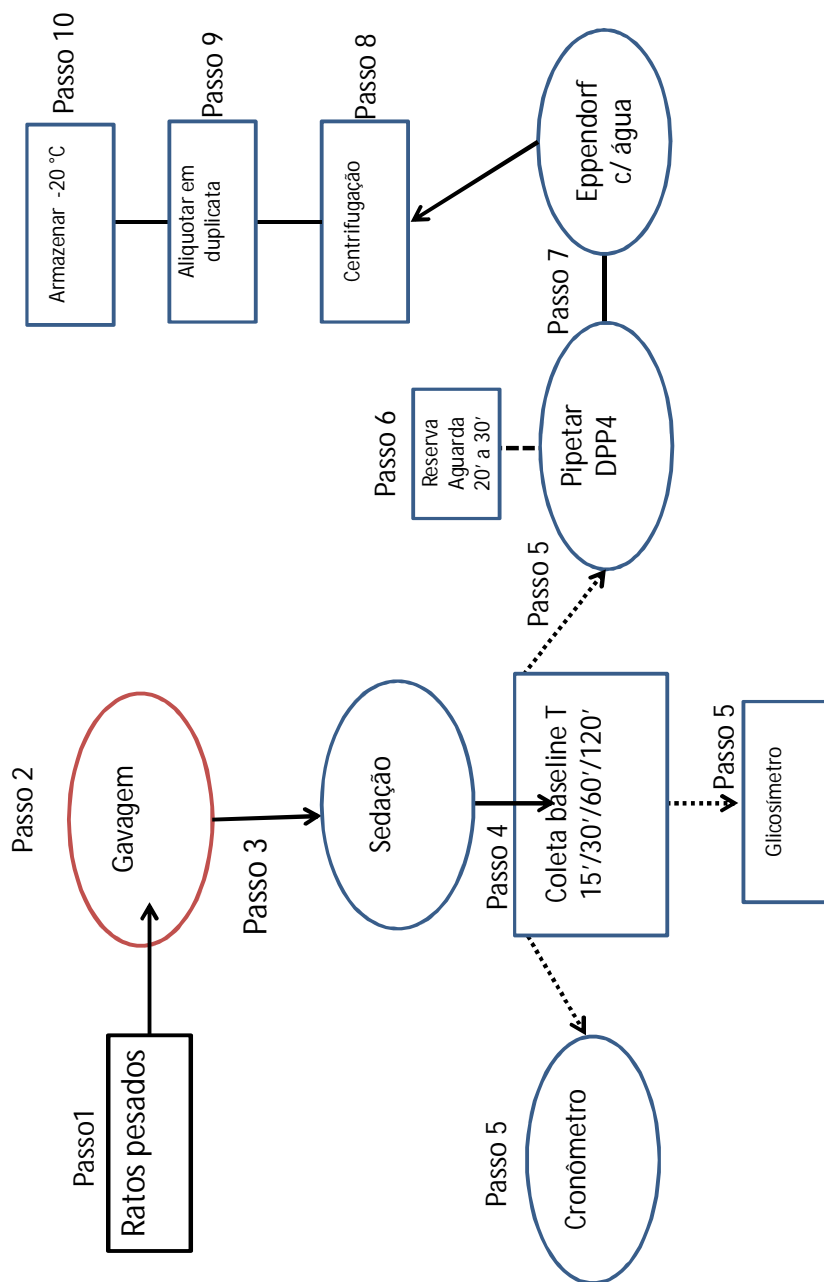 Passo1
Ratos pesados
Passo 2
Gavagem
Passo 3
Sedação
Passo 4
Coleta baseline T
15’/30’/60’/120’
Passo 5
Cronômetro
Passo 5
Glicosímetro
Passo 5
Pipetar
DPP4
Passo 6
Reserva
Aguarda
20’ a 30’
Passo 7
Eppendorf
c/ água
Passo 8
Centrifugação
Passo 9
Aliquotar em
duplicata
Passo 10
Armazenar -20 °C